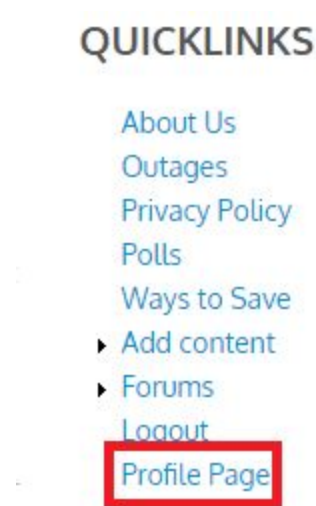 QUICKLINKS
About Us
Outages
Privacy Policy
Polls
Ways to Save
Add content
Forums
Logout
Profile Page